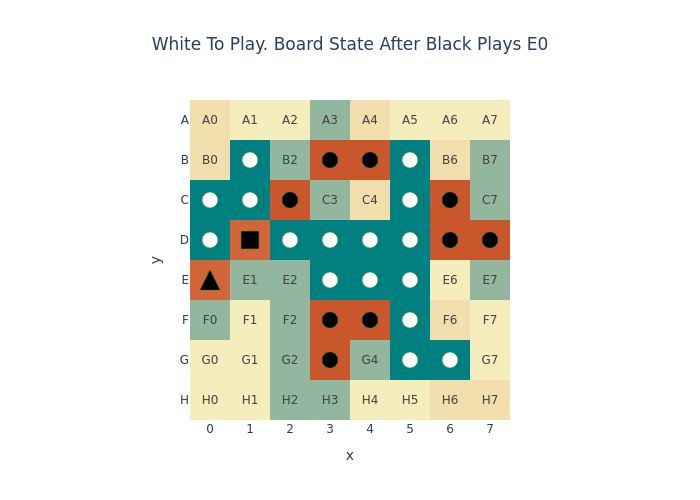 White To Play. Board State After Black Plays E0
A A0 A1 A2 A3 A4 A5 A6 A7
B B0 B2 B6 B7
C C3 C4 C7
D
E E1 E2 E6 E7
F F0 F1 F2 F6 F7
G G0 G1 G2 G4 G7
H H0 H1 H2 H3 H4 H5 H6 H7
0 1 2 3 4 5 6 7
x
y